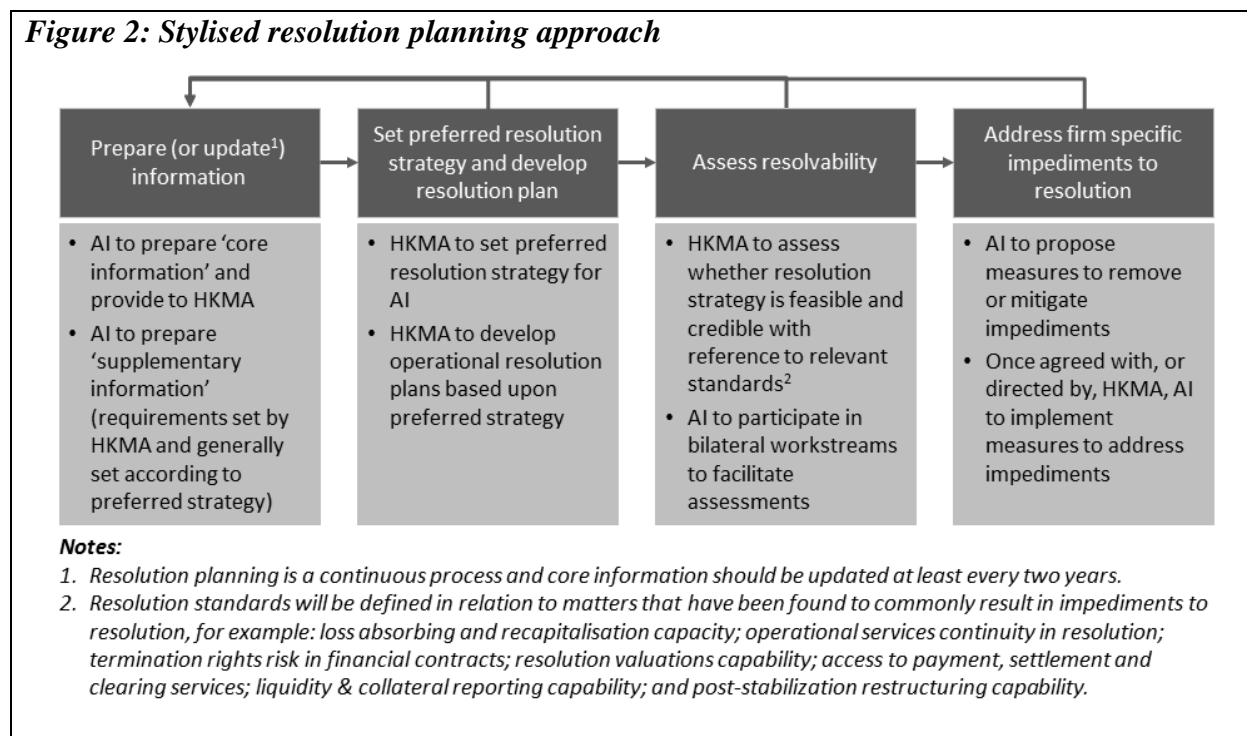 Figure 2: Stylised resolution planning approach
Prepare (or update¹)
information
Set preferred resolution
strategy and develop
resolution plan
Assess resolvability
Address firm specific
impediments to
resolution
• AI to prepare ‘core
information’ and
provide to HKMA
• AI to prepare
‘supplementary
information’
(requirements set by
HKMA and generally
set according to
preferred strategy)
• HKMA to set preferred
resolution strategy for
AI
• HKMA to develop
operational resolution
plans based upon
preferred strategy
• HKMA to assess
whether resolution
strategy is feasible and
credible with
reference to relevant
standards²
• AI to participate in
bilateral workstreams
to facilitate
assessments
• AI to propose
measures to remove
or mitigate
impediments
• Once agreed with, or
directed by, HKMA, AI
to implement
measures to address
impediments
Notes:
1. Resolution planning is a continuous process and core information should be updated at least every two years.
2. Resolution standards will be defined in relation to matters that have been found to commonly result in impediments to
resolution, for example: loss absorbing and recapitalisation capacity; operational services continuity in resolution;
termination rights risk in financial contracts; resolution valuations capability; access to payment, settlement and
clearing services; liquidity & collateral reporting capability; and post-stabilization restructuring capability.